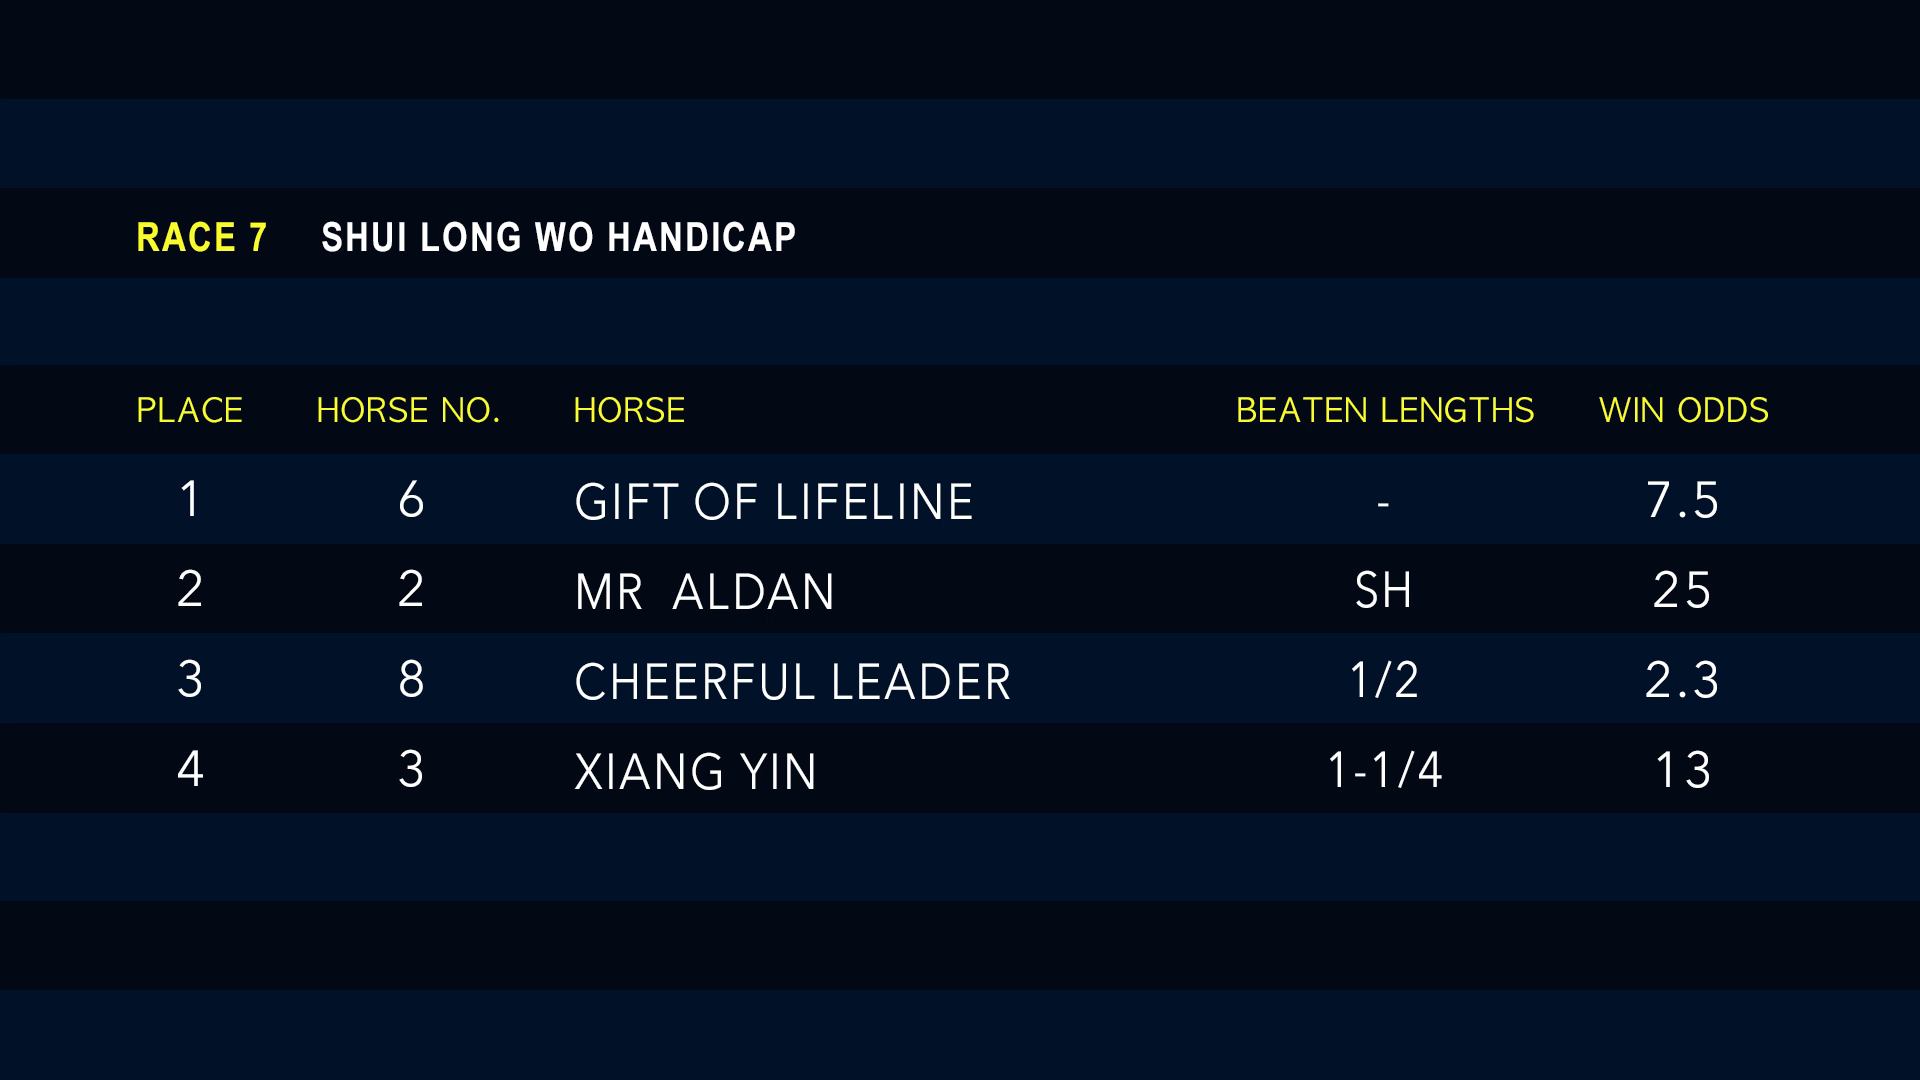 RACE 7 SHUI LONG WO HANDICAP
PLACE HORSE NO. HORSE BEATEN LENGTHS WIN ODDS
1 6 GIFT OF LIFELINE - 7.5
2 2 MR ALDAN SH 25
3 8 CHEERFUL LEADER 1/2 2.3
4 3 XIANG YIN 1-1/4 13